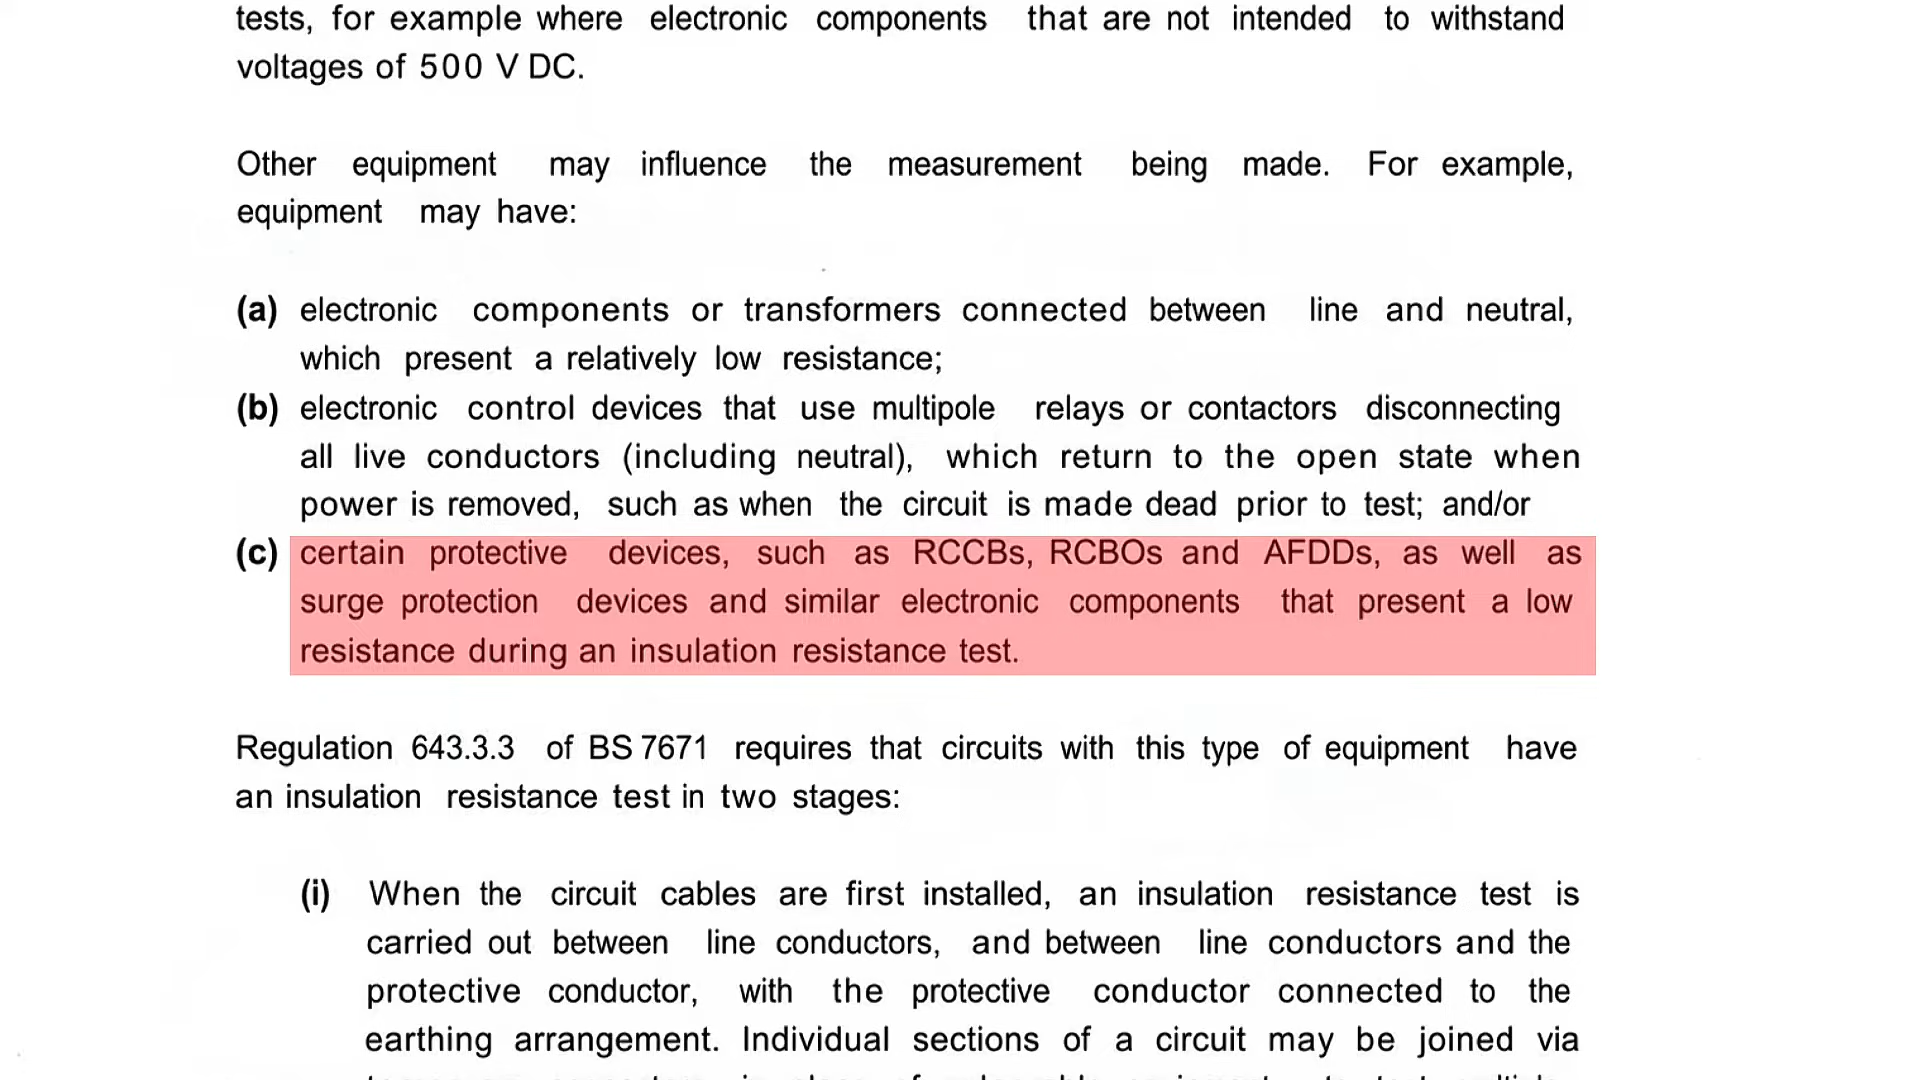 tests, for example where electronic components that are not intended to withstand
voltages of 500 V DC.
Other equipment may influence the measurement being made. For example,
equipment may have:
(a) electronic components or transformers connected between line and neutral,
which present a relatively low resistance;
(b) electronic control devices that use multipole relays or contactors disconnecting
all live conductors (including neutral), which return to the open state when
power is removed, such as when the circuit is made dead prior to test; and/or
(c) certain protective devices, such as RCCBs, RCBOs and AFDDs, as well as
surge protection devices and similar electronic components that present a low
resistance during an insulation resistance test.
Regulation 643.3.3 of BS 7671 requires that circuits with this type of equipment have
an insulation resistance test in two stages:
(i) When the circuit cables are first installed, an insulation resistance test is
carried out between line conductors, and between line conductors and the
protective conductor, with the protective conductor connected to the
earthing arrangement. Individual sections of a circuit may be joined via